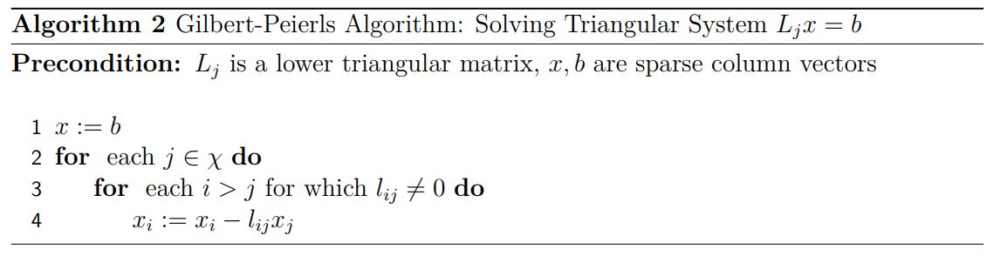 Algorithm 2 Gilbert-Peierls Algorithm: Solving Triangular System $L_j x = b$
Precondition: $L_j$ is a lower triangular matrix, $x, b$ are sparse column vectors
1 $x := b$
2 for each $j \in \chi$ do
3 for each $i > j$ for which $l_{ij} \neq 0$ do
4 $x_i := x_i - l_{ij} x_j$